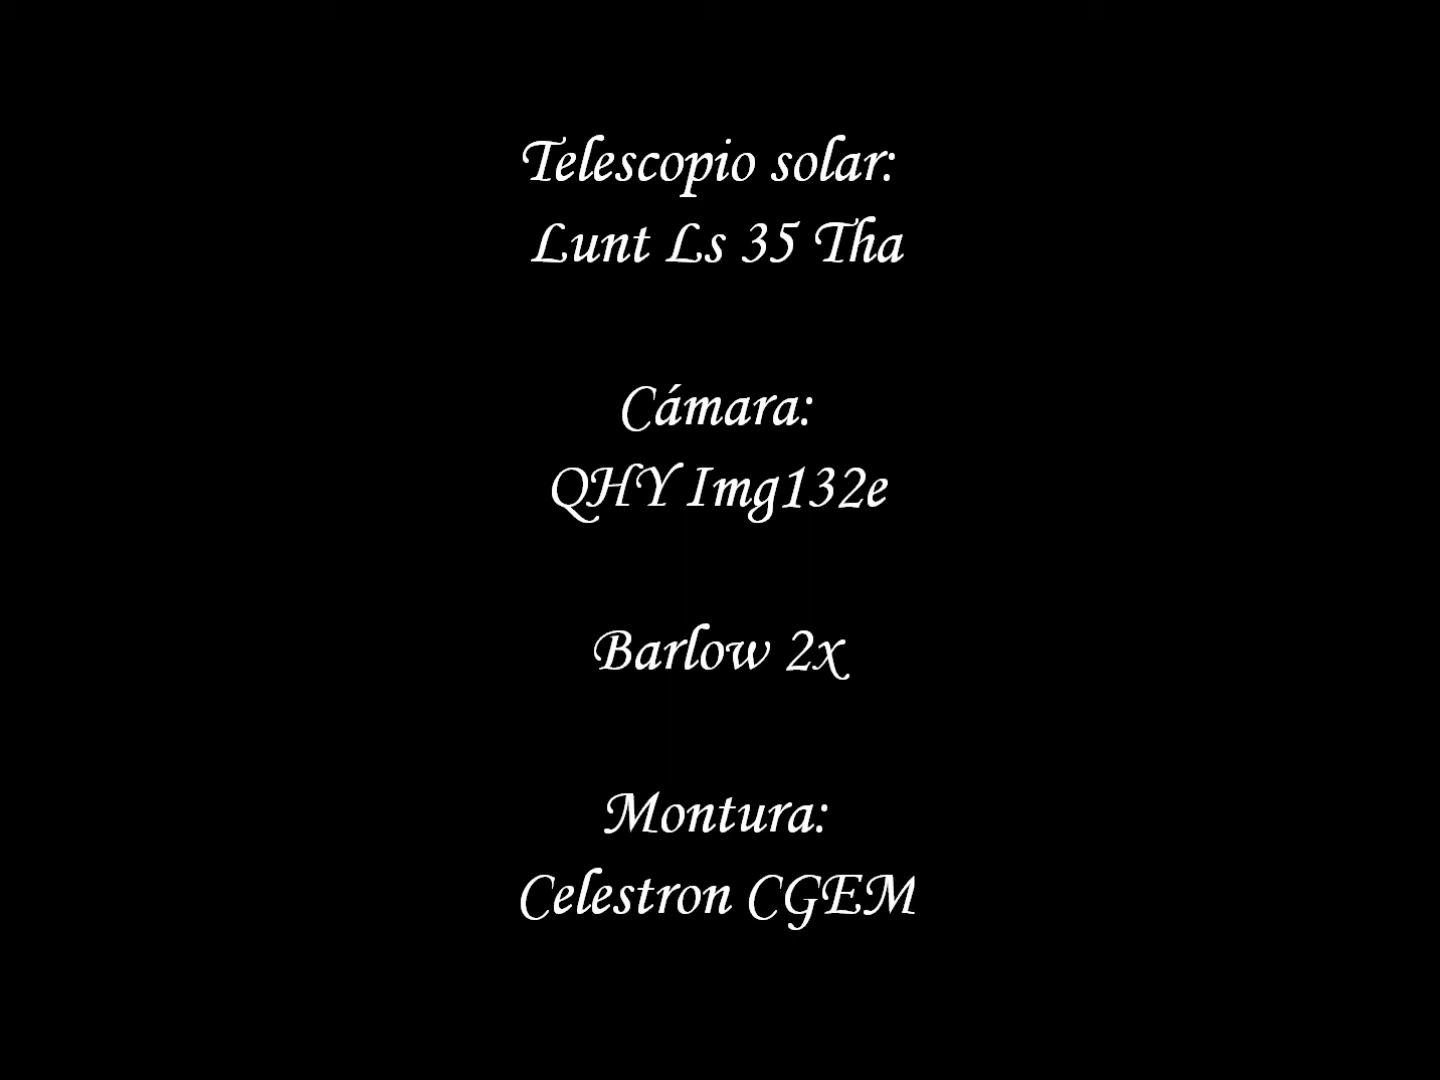 Telescopio solar:
Lunt Ls 35 Tha
Cámara:
QHY Img132e
Barlow 2x
Montura:
Celestron CGEM